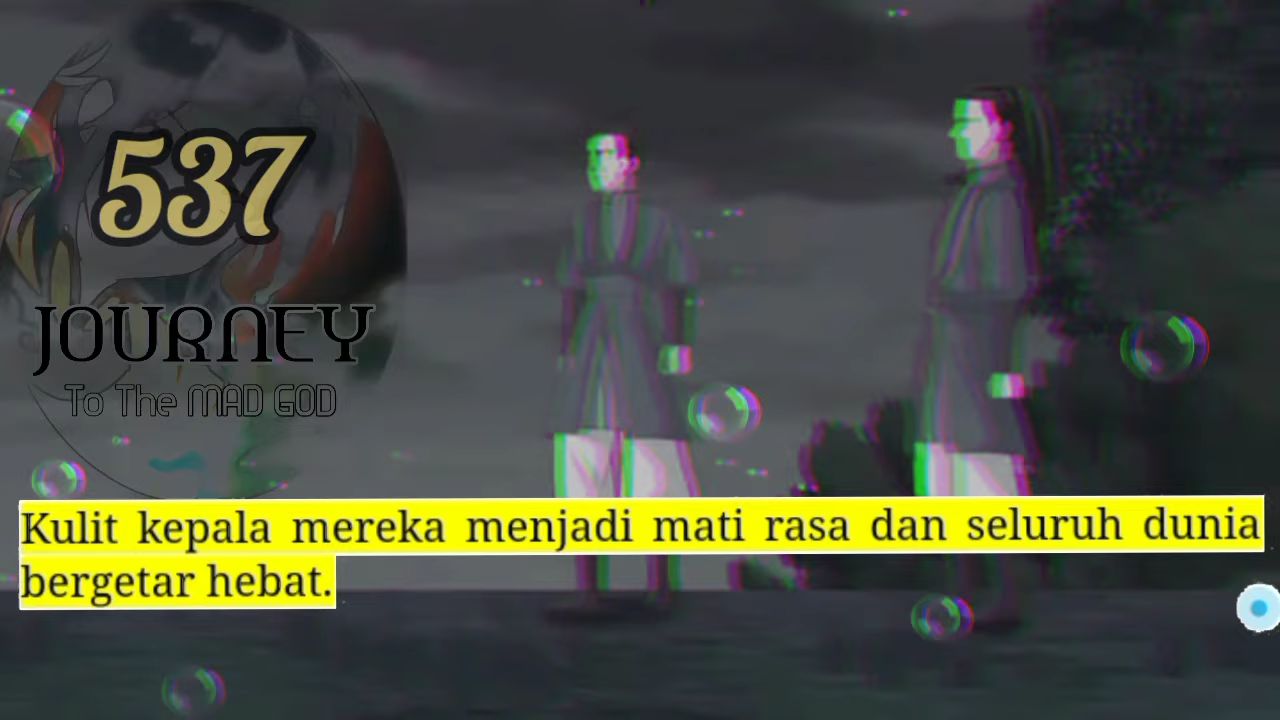 537
JOURNEY
To The MAD GOD
Kulit kepala mereka menjadi mati rasa dan seluruh dunia
bergetar hebat.